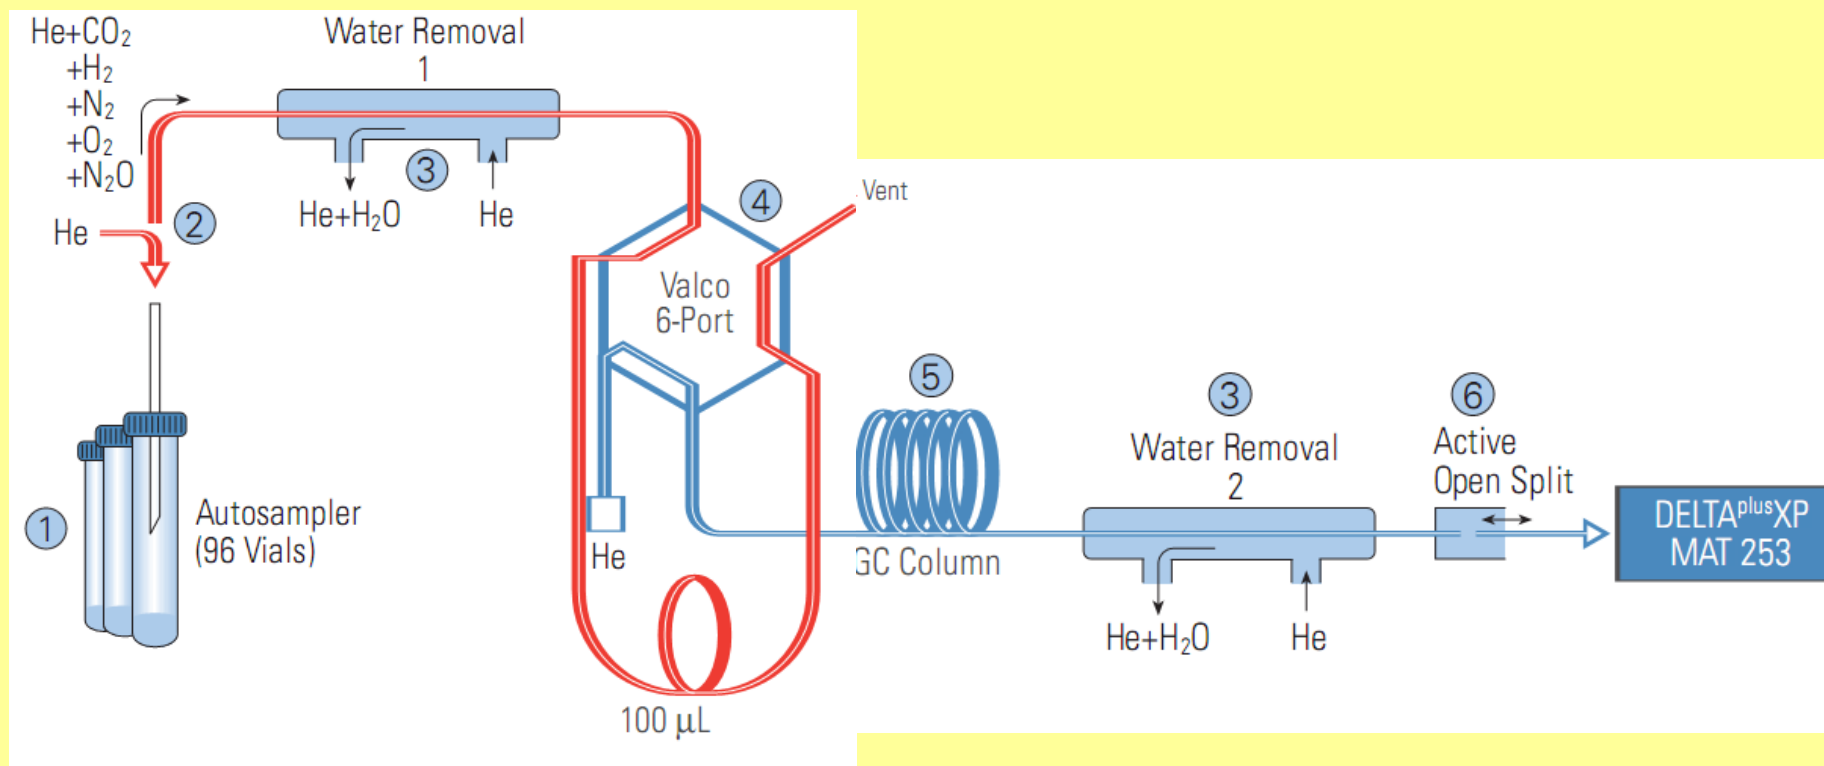 He+CO₂
+H₂
+N₂
+O₂
+N₂O
He
2
Water Removal
1
3
He+H₂O
He
4
Vent
Valco
6-Port
1
Autosampler
(96 Vials)
He
100 µL
5
GC Column
3
Water Removal
2
He+H₂O
He
6
Active
Open Split
DELTAplusXP
MAT 253